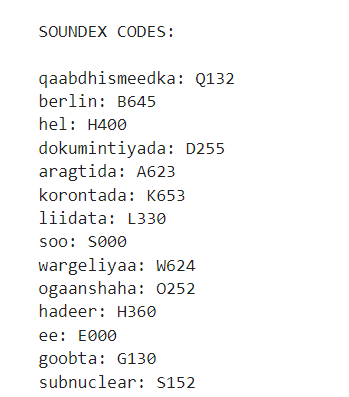 SOUNDEX CODES:

qaabdhismeedka: Q132
berlin: B645
hel: H400
dokumintiyada: D255
aragtida: A623
korontada: K653
liidata: L330
soo: S000
wargeliyaa: W624
ogaanshaha: O252
hadeer: H360
ee: E000
goobta: G130
subnuclear: S152